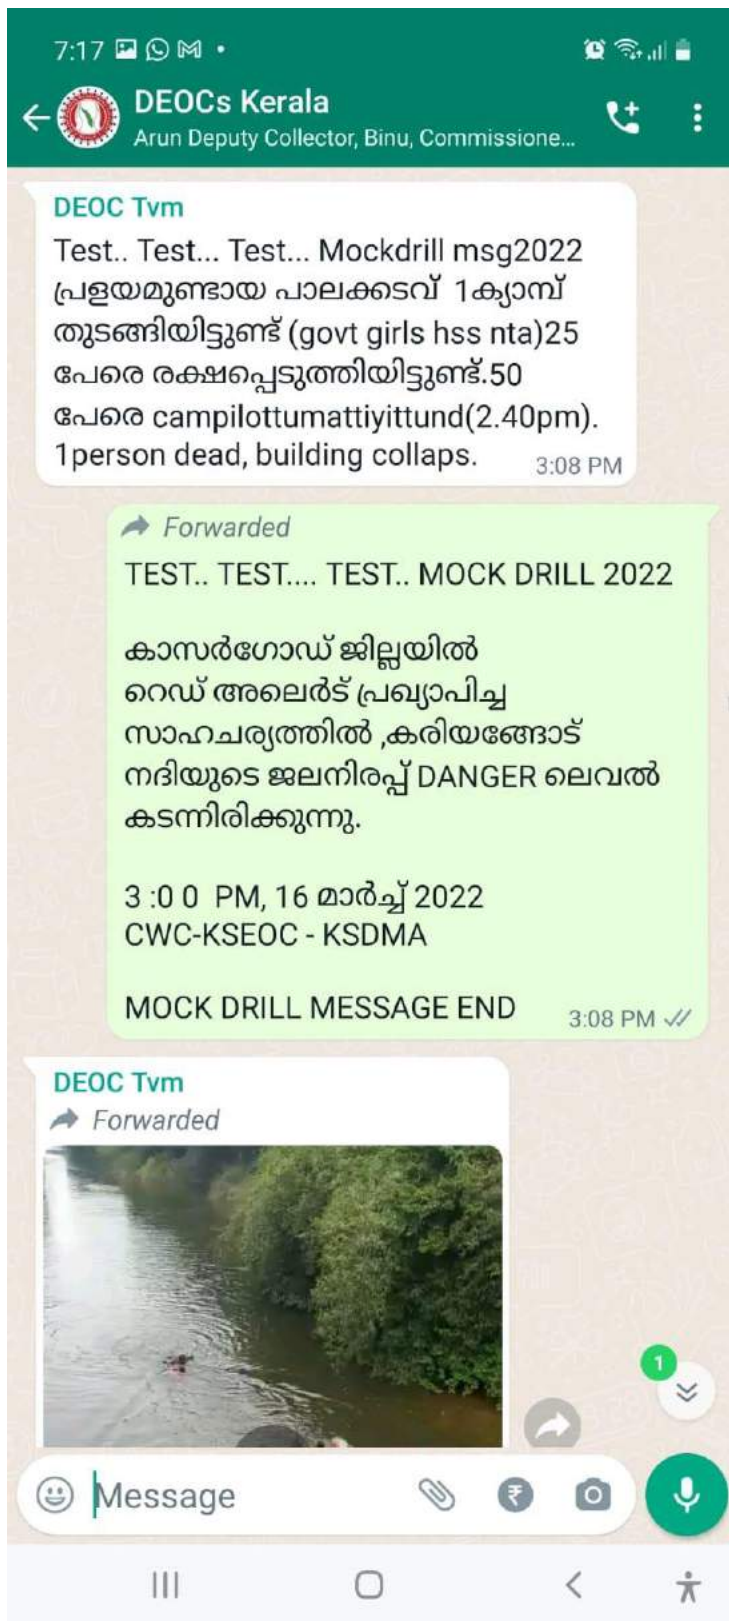 7:17
DEOCs Kerala
Arun Deputy Collector, Binu, Commissione...
DEOC Tvm
Test.. Test... Test... Mockdrill msg2022
പ്രളയമുണ്ടായ പാലക്കടവ് 1ക്യാമ്പ്
തുടങ്ങിയിട്ടുണ്ട് (govt girls hss nta)25
പേരെ രക്ഷപ്പെടുത്തിയിട്ടുണ്ട്.50
പേരെ campilottumattiyittund(2.40pm).
1person dead, building collaps. 3:08 PM
Forwarded
TEST.. TEST.... TEST.. MOCK DRILL 2022
കാസർഗോഡ് ജില്ലയിൽ
റെഡ് അലെർട് പ്രഖ്യാപിച്ച
സാഹചര്യത്തിൽ ,കരിയങ്ങോട്
നദിയുടെ ജലനിരപ്പ് DANGER ലെവൽ
കടന്നിരിക്കുന്നു.
3 :0 0 PM, 16 മാർച്ച് 2022
CWC-KSEOC - KSDMA
MOCK DRILL MESSAGE END 3:08 PM
DEOC Tvm
Forwarded
1
Message